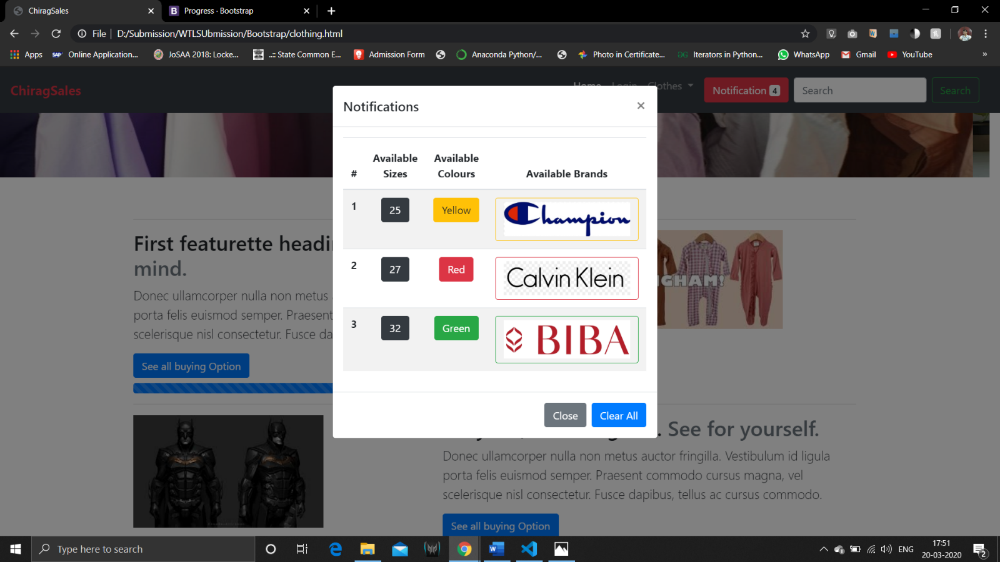 ChiragSales
Progress · Bootstrap
File | D:/Submission/WTLSUbmission/Bootstrap/clothing.html
Apps
SAP Online Application...
JoSAA 2018: Locke...
..:: State Common E...
Admission Form
Anaconda Python/...
Photo in Certificate...
Iterators in Python...
WhatsApp
Gmail
YouTube
»
ChiragSales
Home Login Clothes
Notification 4
Search
Search
Notifications
×
# Available Sizes Available Colours Available Brands
1 25 Yellow Champion
2 27 Red Calvin Klein
3 32 Green BIBA
Close Clear All
First featurette headi
mind.
Donec ullamcorper nulla non metus
porta felis euismod semper. Praesent
scelerisque nisl consectetur. Fusce da
See all buying Option
GHAM!
. See for yourself.
Donec ullamcorper nulla non metus auctor fringilla. Vestibulum id ligula
porta felis euismod semper. Praesent commodo cursus magna, vel
scelerisque nisl consectetur. Fusce dapibus, tellus ac cursus commodo.
See all buying Option
Type here to search
ENG
17:51
20-03-2020
2